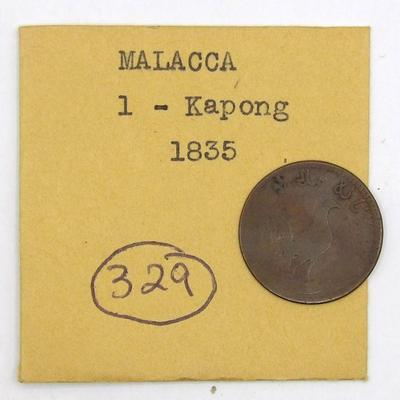 MALACCA
1 - Kapong
1835
329